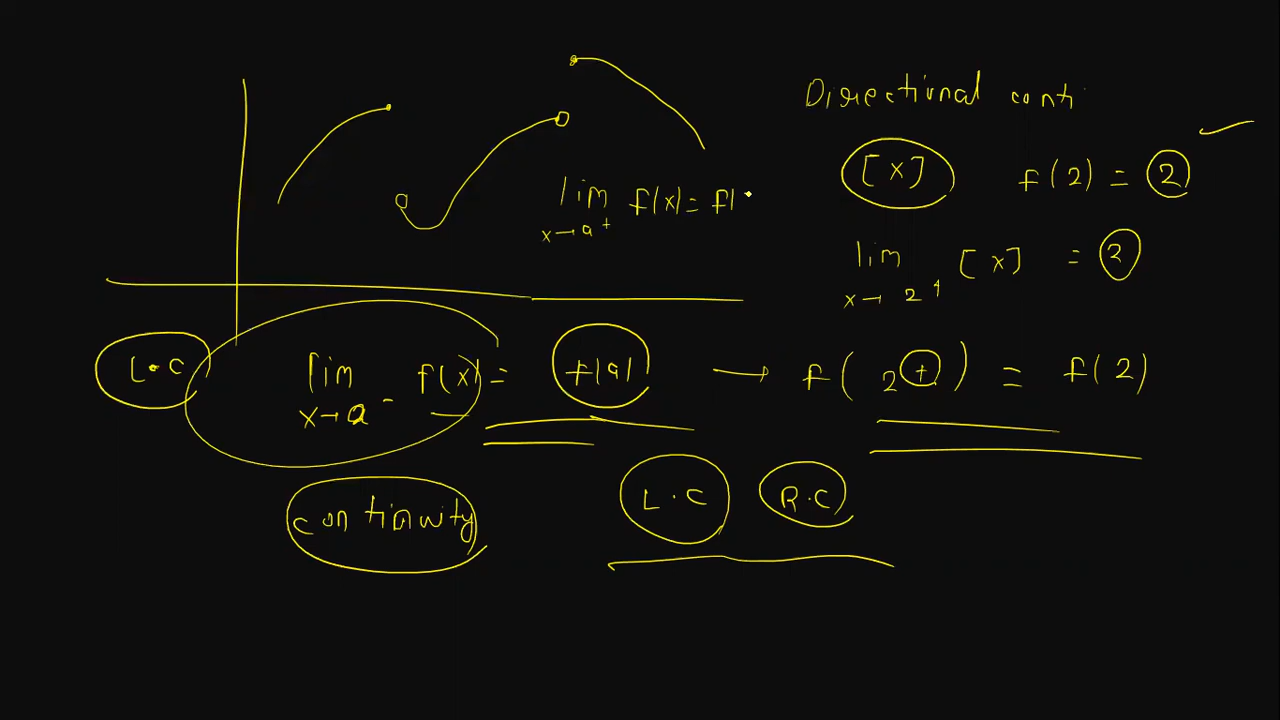 Directional conti
[x] f(2) = 2
lim f(x) = f(
x→a+
lim [x] = 2
x→2+
L.C lim f(x) = f(a) → f(2+) = f(2)
x→a-
continuity L.C R.C